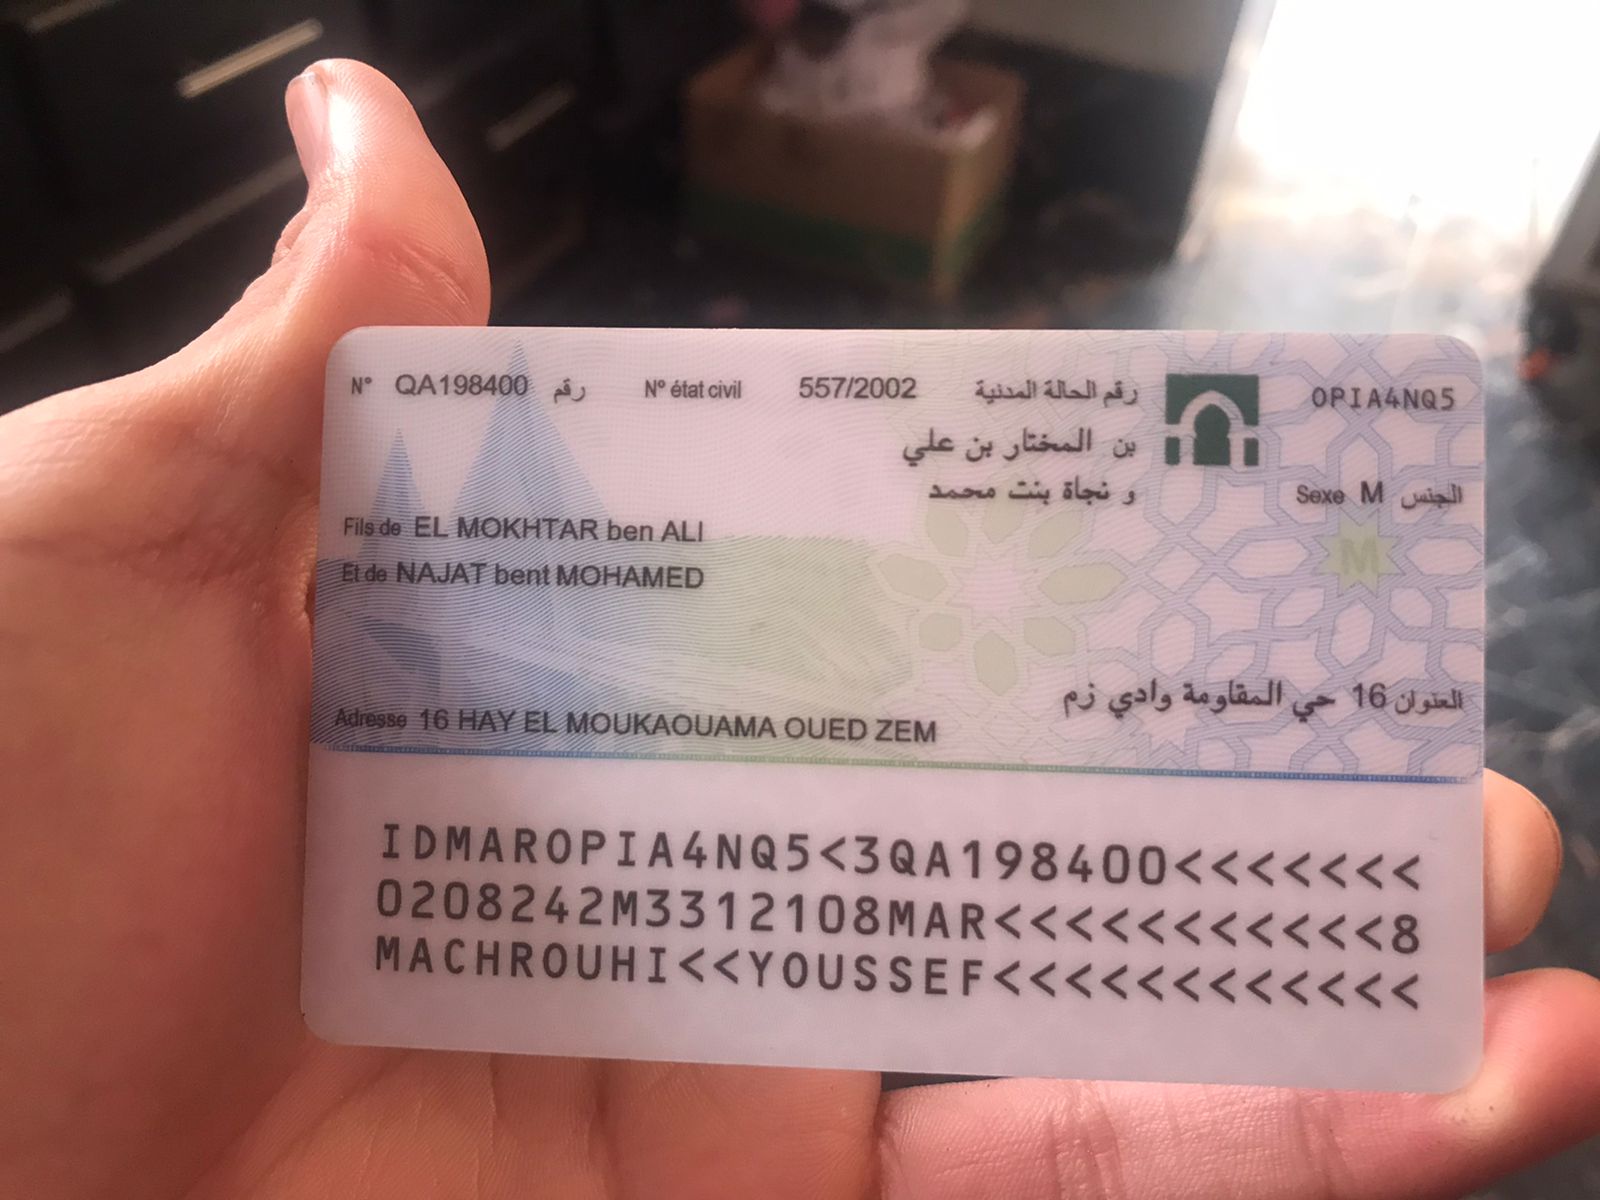 N° QA198400 رقم N° état civil 557/2002 رقم الحالة المدنية 0PIA4NQ5
بن المختار بن علي
و نجاة بنت محمد
Sexe M الجنس
M
Fils de EL MOKHTAR ben ALI
Et de NAJAT bent MOHAMED
العنوان 16 حي المقاومة وادي زم
Adresse 16 HAY EL MOUKAOUAMA OUED ZEM
IDMAR0PIA4NQ5<3QA198400<<<<<<<
0208242M3312108MAR<<<<<<<<<<<8
MACHROUHI<<YOUSSEF<<<<<<<<<<<<